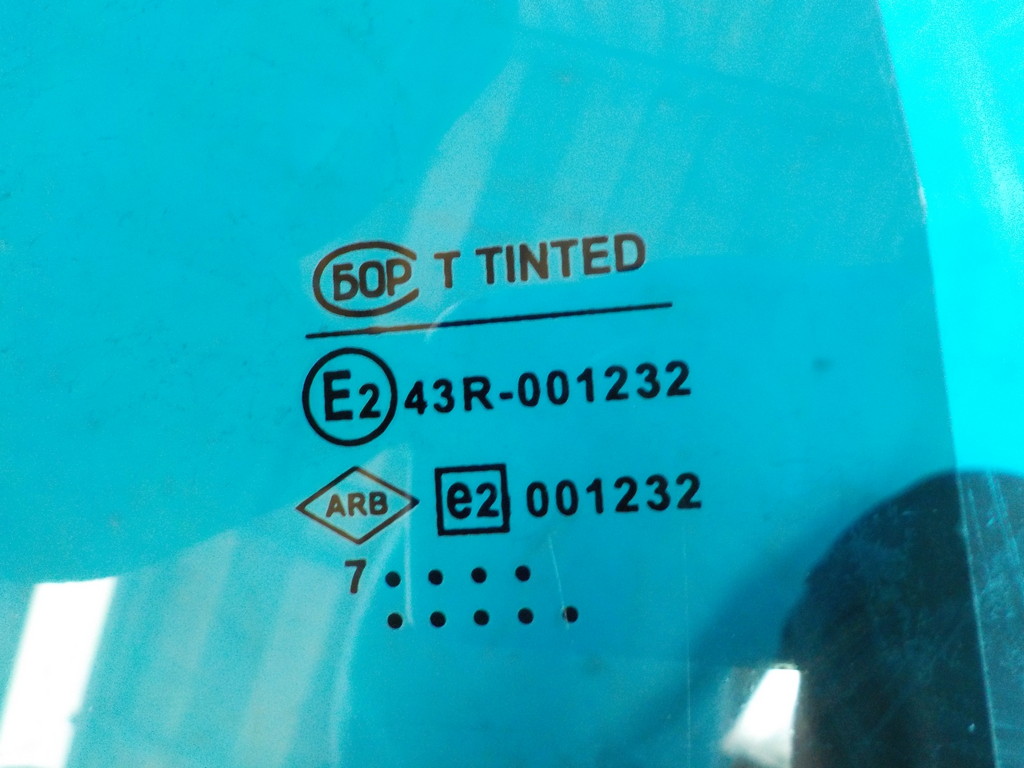 БОР T TINTED
E2 43R-001232
ARB e2 001232
7 • • • •
• • • • •